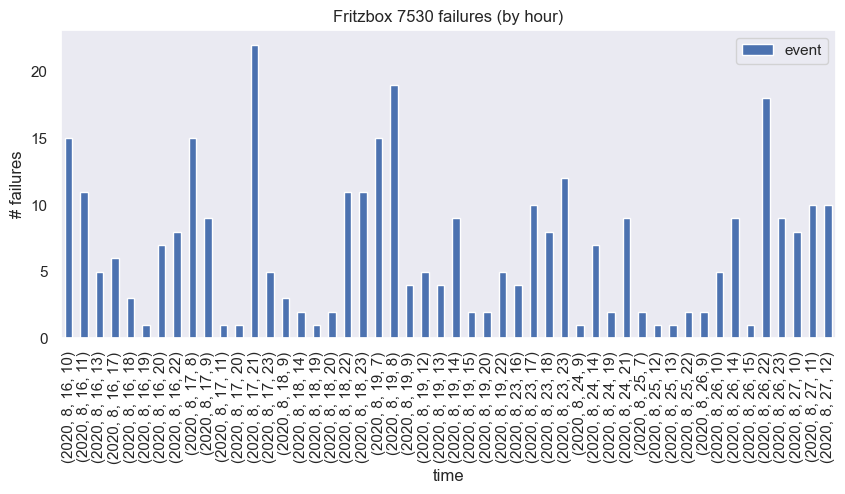 Fritzbox 7530 failures (by hour)
event
# failures
20
15
10
5
0
(2020, 8, 16, 10)
(2020, 8, 16, 11)
(2020, 8, 16, 13)
(2020, 8, 16, 17)
(2020, 8, 16, 18)
(2020, 8, 16, 19)
(2020, 8, 16, 20)
(2020, 8, 16, 22)
(2020, 8, 17, 8)
(2020, 8, 17, 9)
(2020, 8, 17, 11)
(2020, 8, 17, 20)
(2020, 8, 17, 21)
(2020, 8, 17, 23)
(2020, 8, 18, 9)
(2020, 8, 18, 14)
(2020, 8, 18, 19)
(2020, 8, 18, 20)
(2020, 8, 18, 22)
(2020, 8, 18, 23)
(2020, 8, 19, 7)
(2020, 8, 19, 8)
(2020, 8, 19, 9)
(2020, 8, 19, 12)
(2020, 8, 19, 13)
(2020, 8, 19, 14)
(2020, 8, 19, 15)
(2020, 8, 19, 20)
(2020, 8, 19, 22)
(2020, 8, 23, 16)
(2020, 8, 23, 17)
(2020, 8, 23, 18)
(2020, 8, 23, 23)
(2020, 8, 24, 9)
(2020, 8, 24, 14)
(2020, 8, 24, 19)
(2020, 8, 24, 21)
(2020, 8, 25, 7)
(2020, 8, 25, 12)
(2020, 8, 25, 13)
(2020, 8, 25, 22)
(2020, 8, 26, 9)
(2020, 8, 26, 10)
(2020, 8, 26, 14)
(2020, 8, 26, 15)
(2020, 8, 26, 22)
(2020, 8, 26, 23)
(2020, 8, 27, 10)
(2020, 8, 27, 11)
(2020, 8, 27, 12)
time